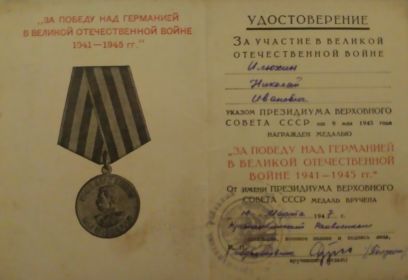 „ЗА ПОБЕДУ НАД ГЕРМАНИЕЙ
В ВЕЛИКОЙ ОТЕЧЕСТВЕННОЙ ВОЙНЕ
1941—1945 гг.“
УДОСТОВЕРЕНИЕ
ЗА УЧАСТИЕ В ВЕЛИКОЙ
ОТЕЧЕСТВЕННОЙ ВОЙНЕ
Илюхин
Николай
Иванович
УКАЗОМ ПРЕЗИДИУМА ВЕРХОВНОГО
СОВЕТА СССР от 9 мая 1945 года
НАГРАЖДЕН МЕДАЛЬЮ
„ЗА ПОБЕДУ НАД ГЕРМАНИЕЙ
В ВЕЛИКОЙ ОТЕЧЕСТВЕННОЙ
ВОЙНЕ 1941—1945 гг.“
ОТ ИМЕНИ ПРЕЗИДИУМА ВЕРХОВНОГО
СОВЕТА СССР МЕДАЛЬ ВРУЧЕНА
марта 1947 г.